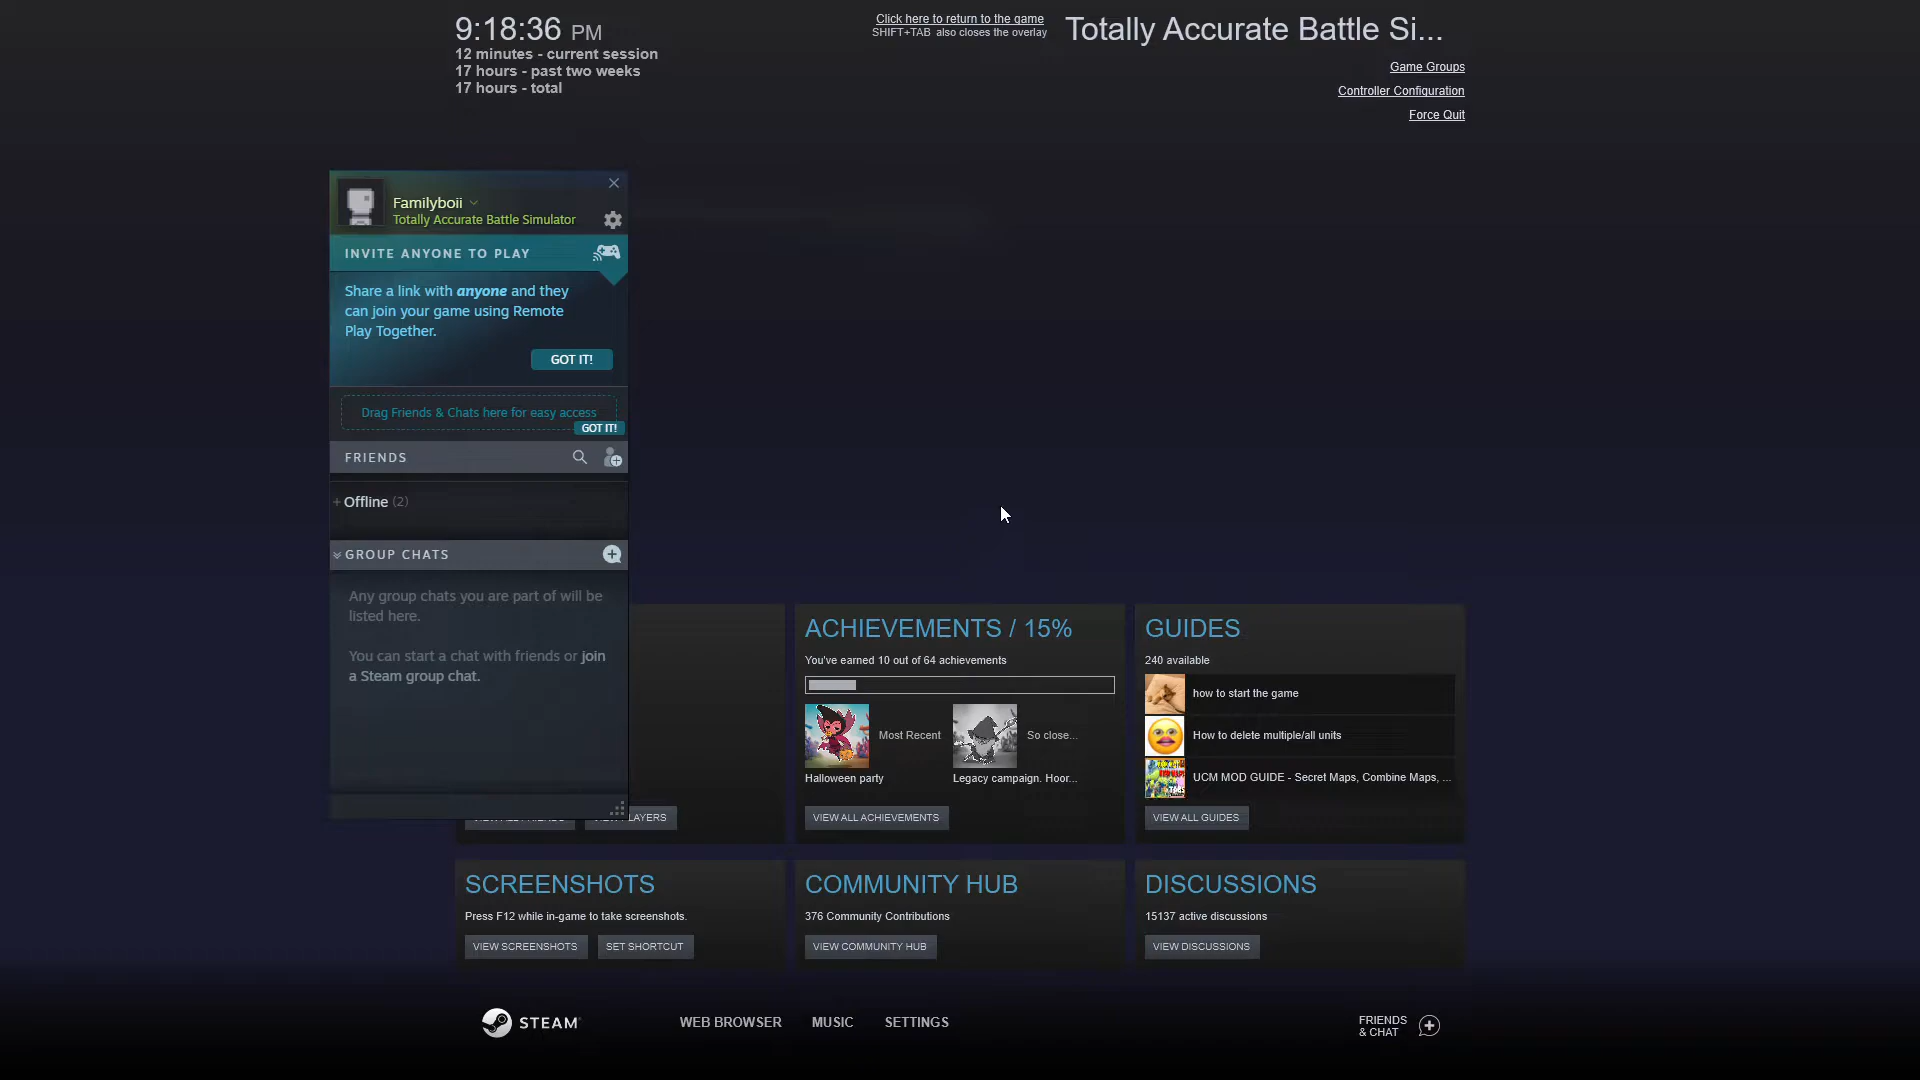 9:18:36 PM
12 minutes - current session
17 hours - past two weeks
17 hours - total
Click here to return to the game
SHIFT+TAB also closes the overlay
Totally Accurate Battle Si...
Game Groups
Controller Configuration
Force Quit
Familyboii
Totally Accurate Battle Simulator
INVITE ANYONE TO PLAY
Share a link with anyone and they
can join your game using Remote
Play Together.
GOT IT!
Drag Friends & Chats here for easy access
GOT IT!
FRIENDS
Offline (2)
GROUP CHATS
Any group chats you are part of will be
listed here.
You can start a chat with friends or join
a Steam group chat.
ACHIEVEMENTS / 15%
You've earned 10 out of 64 achievements
Most Recent
So close...
Halloween party
Legacy campaign. Hoor...
VIEW ALL ACHIEVEMENTS
GUIDES
240 available
how to start the game
How to delete multiple/all units
UCM MOD GUIDE - Secret Maps, Combine Maps, ...
VIEW ALL GUIDES
SCREENSHOTS
Press F12 while in-game to take screenshots.
VIEW SCREENSHOTS
SET SHORTCUT
COMMUNITY HUB
376 Community Contributions
VIEW COMMUNITY HUB
DISCUSSIONS
15137 active discussions
VIEW DISCUSSIONS
STEAM
WEB BROWSER
MUSIC
SETTINGS
FRIENDS
& CHAT